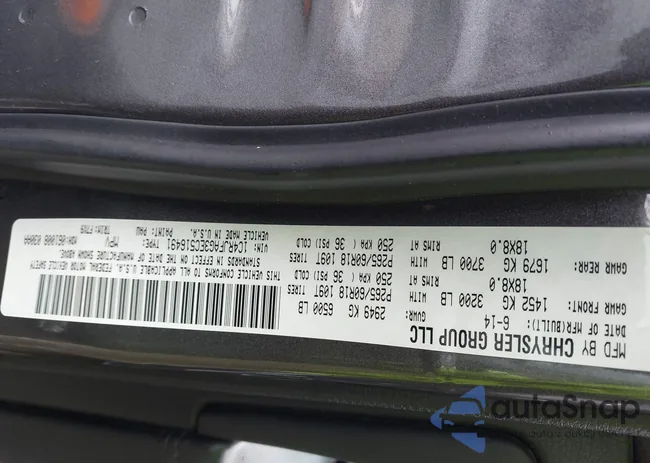 MFD BY CHRYSLER GROUP LLC
DATE OF MFR(BUILT): 6-14 GVWR: 2949 KG 6500 LB
GAWR FRONT: 1452 KG 3200 LB WITH P265/60R18 109T
18X8.0 RIMS AT 250 KPA ( 36 PSI COLD
GAWR REAR: 1679 KG 3700 LB WITH P265/60R18 109T
18X8.0 RIMS AT 250 KPA ( 36 PSI COLD
THIS VEHICLE CONFORMS TO ALL APPLICABLE U.S.A. FEDERAL MOTOR VEHICLE SAFETY
STANDARDS IN EFFECT ON THE DATE OF MANUFACTURE SHOWN ABOVE.
VIN: 1C4RJFAG3EC516491 TYPE: MPV MDH:061008 030AA
VEHICLE MADE IN U.S.A. PAINT: PAU TRIM:
autoSnap